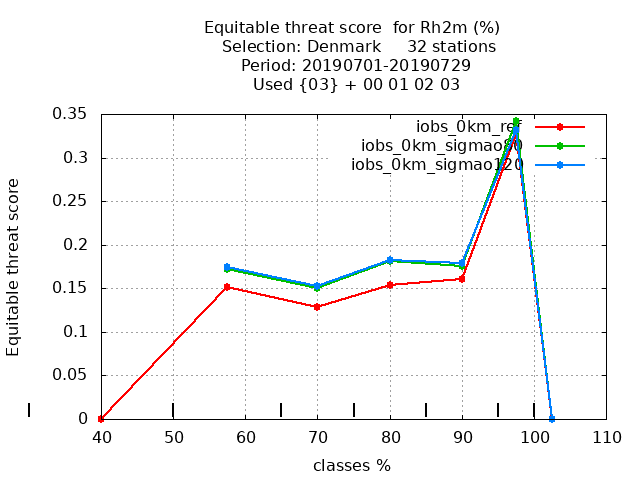 Equitable threat score  for Rh2m (%)
Selection: Denmark     32 stations
Period: 20190701-20190729
Used {03} + 00 01 02 03
0.35
0.3
0.25
0.2
0.15
0.1
0.05
0
Equitable threat score
iobs_0km_ref
iobs_0km_sigmao80
iobs_0km_sigmao120
40 50 60 70 80 90 100 110
classes %